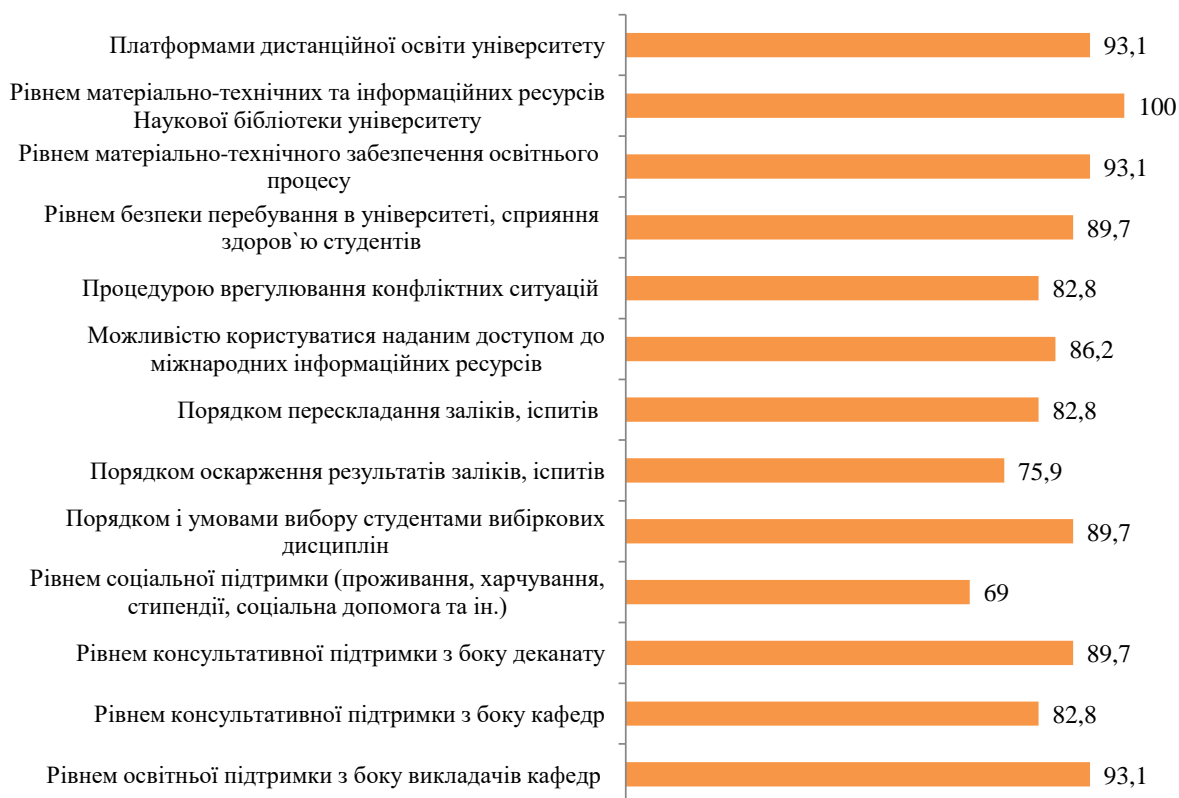 Платформами дистанційної освіти університету
93,1
Рівнем матеріально-технічних та інформаційних ресурсів
Наукової бібліотеки університету
100
Рівнем матеріально-технічного забезпечення освітнього
процесу
93,1
Рівнем безпеки перебування в університеті, сприяння
здоров`ю студентів
89,7
Процедурою врегулювання конфліктних ситуацій
82,8
Можливістю користуватися наданим доступом до
міжнародних інформаційних ресурсів
86,2
Порядком перескладання заліків, іспитів
82,8
Порядком оскарження результатів заліків, іспитів
75,9
Порядком і умовами вибору студентами вибіркових
дисциплін
89,7
Рівнем соціальної підтримки (проживання, харчування,
стипендії, соціальна допомога та ін.)
69
Рівнем консультативної підтримки з боку деканату
89,7
Рівнем консультативної підтримки з боку кафедр
82,8
Рівнем освітньої підтримки з боку викладачів кафедр
93,1